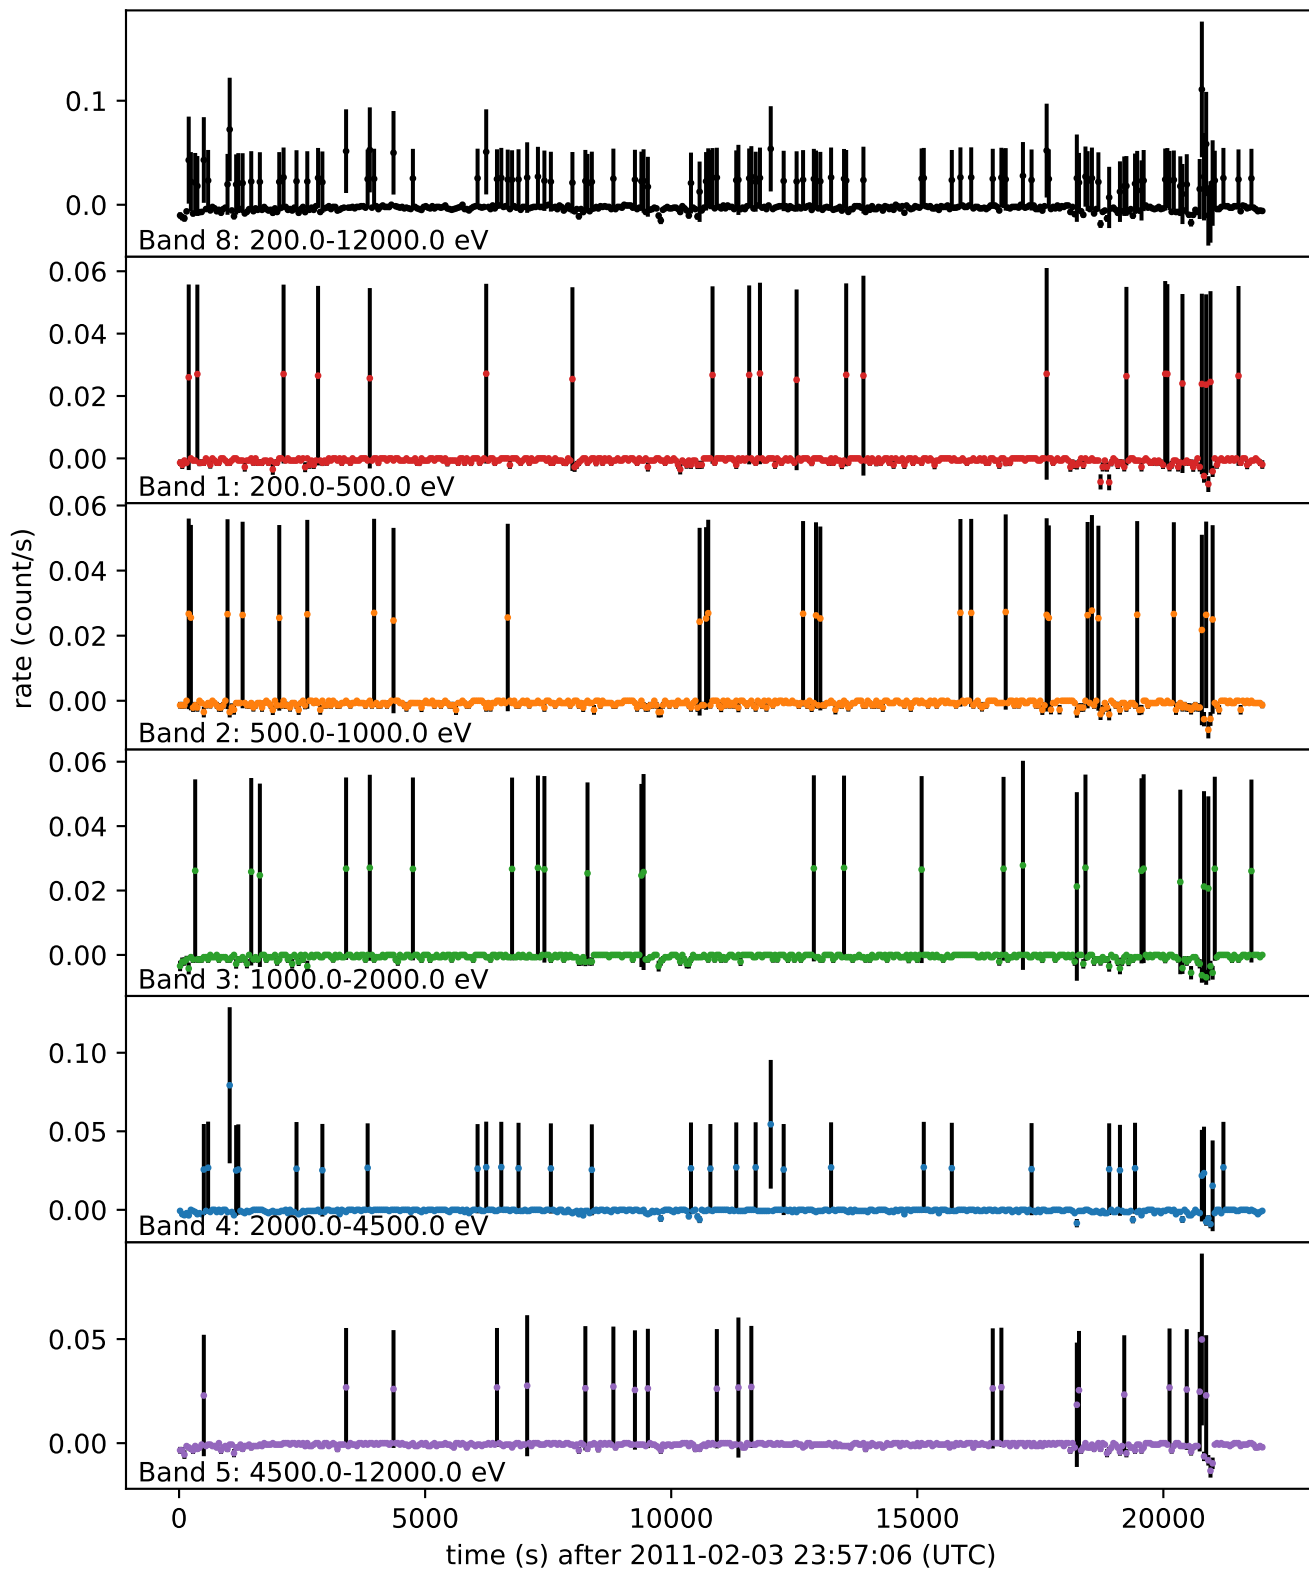 0.1
0.0
Band 8: 200.0-12000.0 eV
0.06
0.04
0.02
0.00
Band 1: 200.0-500.0 eV
0.06
0.04
0.02
0.00
Band 2: 500.0-1000.0 eV
rate (count/s)
0.06
0.04
0.02
0.00
Band 3: 1000.0-2000.0 eV
0.10
0.05
0.00
Band 4: 2000.0-4500.0 eV
0.05
0.00
Band 5: 4500.0-12000.0 eV
0 5000 10000 15000 20000
time (s) after 2011-02-03 23:57:06 (UTC)